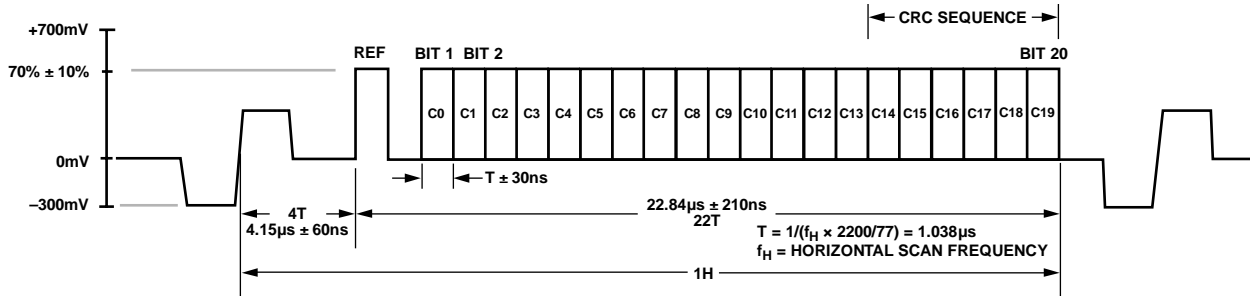 CRC SEQUENCE
+700mV
REF
BIT 1
BIT 2
BIT 20
70% ± 10%
C0
C1
C2
C3
C4
C5
C6
C7
C8
C9
C10
C11
C12
C13
C14
C15
C16
C17
C18
C19
0mV
T ± 30ns
–300mV
4T
4.15µs ± 60ns
22.84µs ± 210ns
22T
T = 1/(fH × 2200/77) = 1.038µs
fH = HORIZONTAL SCAN FREQUENCY
1H